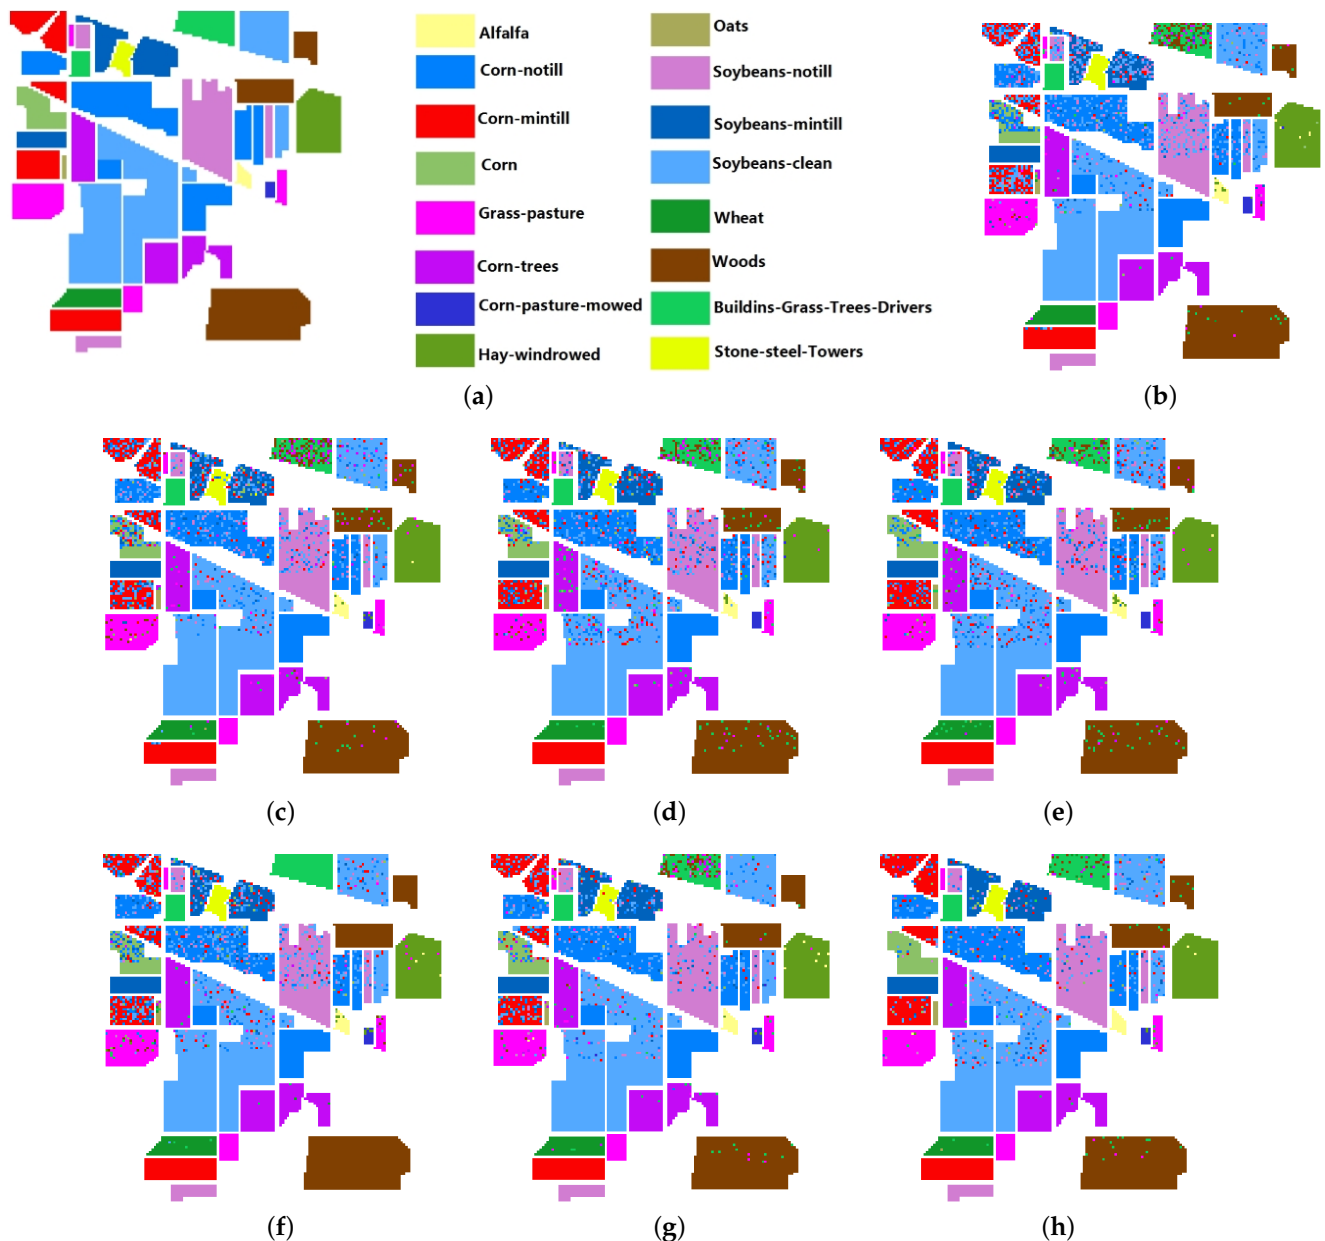 Alfalfa
Oats
Corn-notill
Soybeans-notill
Corn-mintill
Soybeans-mintill
Corn
Soybeans-clean
Grass-pasture
Wheat
Corn-trees
Woods
Corn-pasture-mowed
Buildins-Grass-Trees-Drivers
Hay-windrowed
Stone-steel-Towers
(a)
(b)
(c)
(d)
(e)
(f)
(g)
(h)